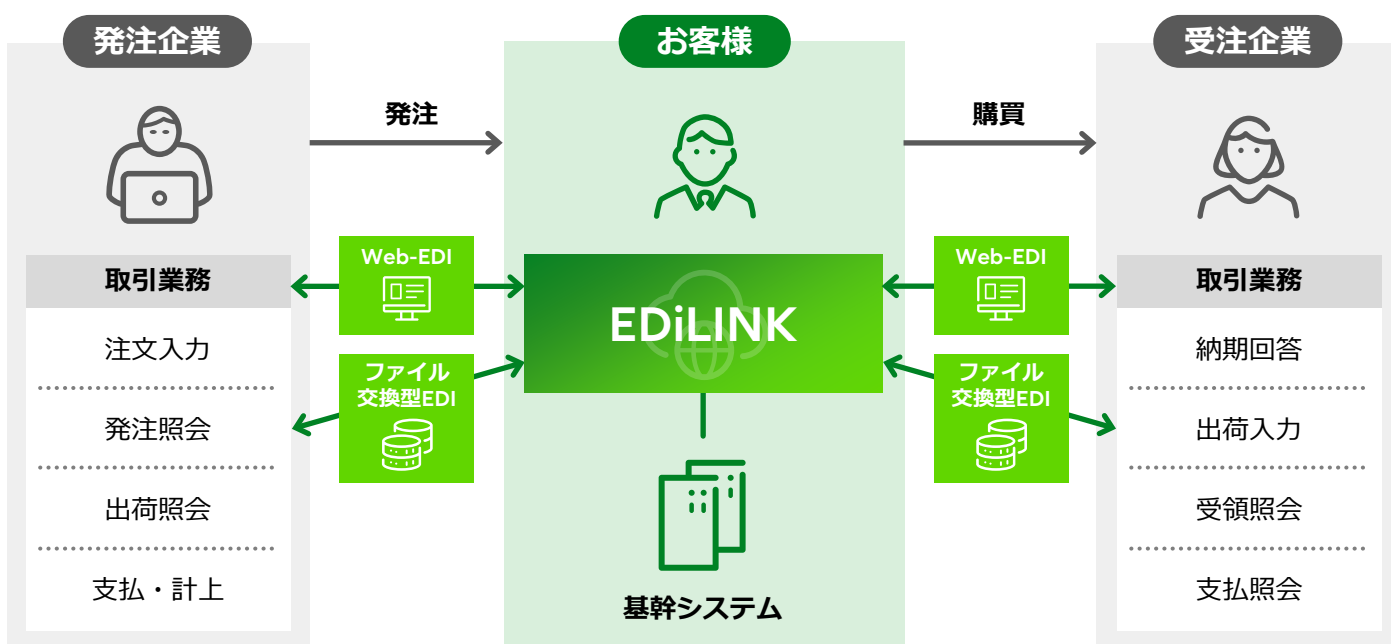 発注企業
お客様
受注企業
発注
購買
取引業務
注文入力
発注照会
出荷照会
支払・計上
Web-EDI
ファイル
交換型EDI
EDiLINK
基幹システム
Web-EDI
ファイル
交換型EDI
取引業務
納期回答
出荷入力
受領照会
支払照会